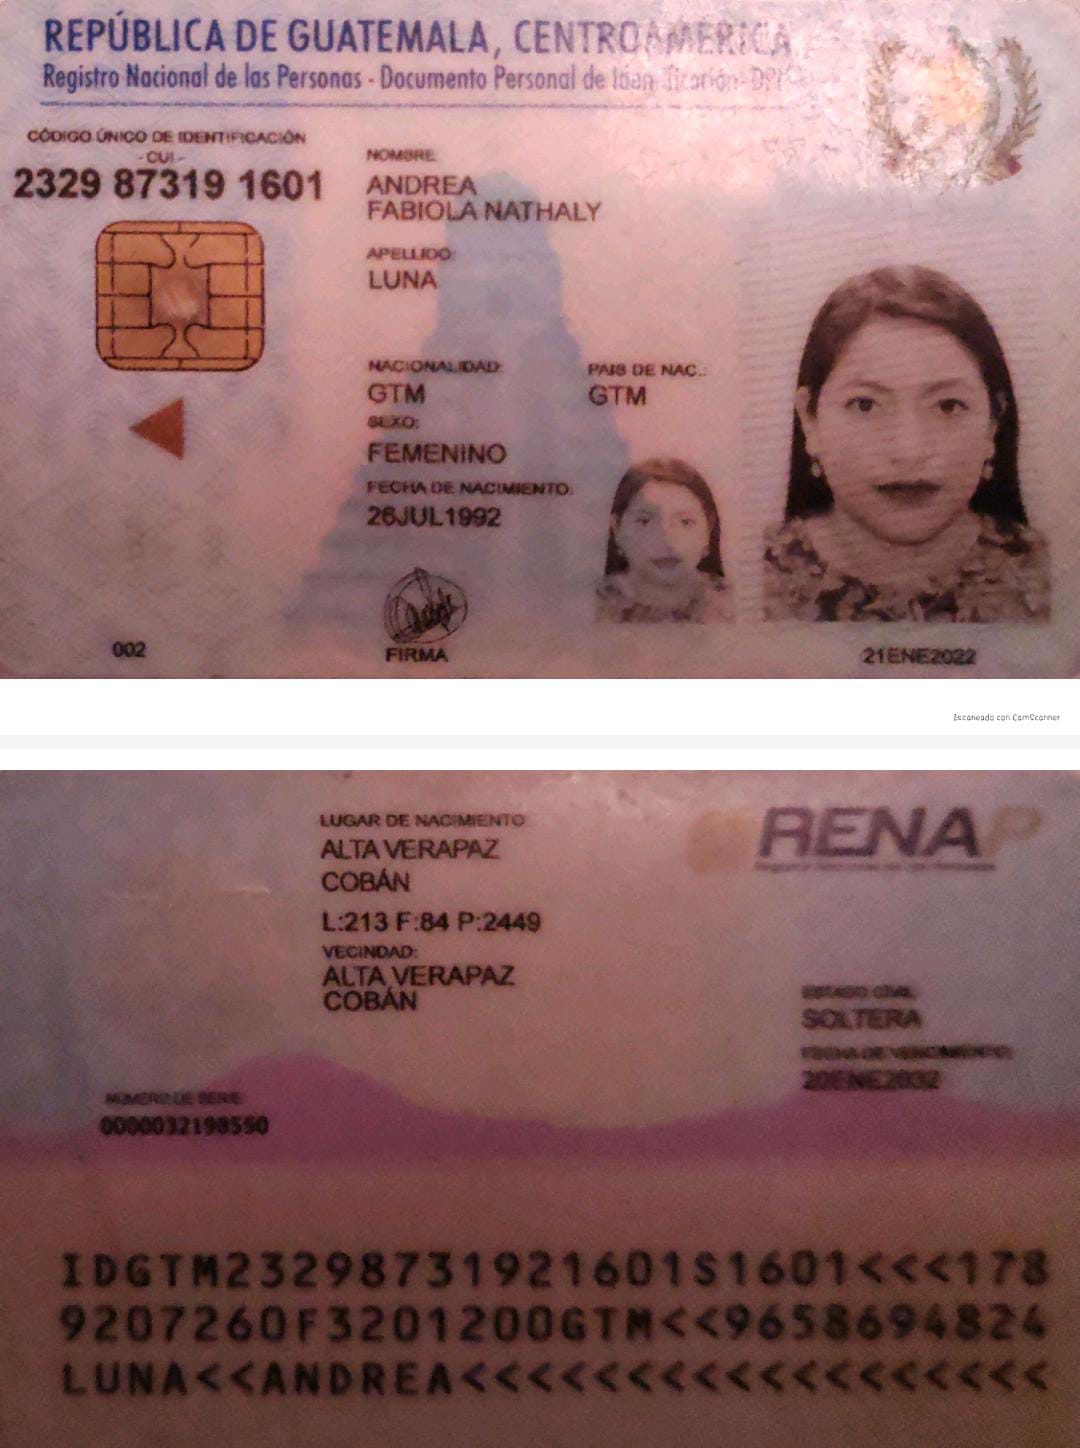 REPÚBLICA DE GUATEMALA, CENTROAMÉRICA
Registro Nacional de las Personas - Documento Personal de Identificación- DPI
CÓDIGO ÚNICO DE IDENTIFICACIÓN
- CUI -
2329 87319 1601
NOMBRE
ANDREA
FABIOLA NATHALY
APELLIDO:
LUNA
NACIONALIDAD:
GTM
PAIS DE NAC.:
GTM
SEXO:
FEMENINO
FECHA DE NACIMIENTO:
26JUL1992
FIRMA
002
21ENE2022
Escaneado con CamScanner
LUGAR DE NACIMIENTO
ALTA VERAPAZ
COBÁN
L:213 F:84 P:2449
VECINDAD:
ALTA VERAPAZ
COBÁN
RENAP
ESTADO CIVIL
SOLTERA
FECHA DE VENCIMIENTO:
20ENE2032
NÚMERO DE SERIE
0000032198550
IDGTM23298731921601S1601<<<178
9207260F3201200GTM<<9658694824
LUNA<<ANDREA<<<<<<<<<<<<<<<<<<